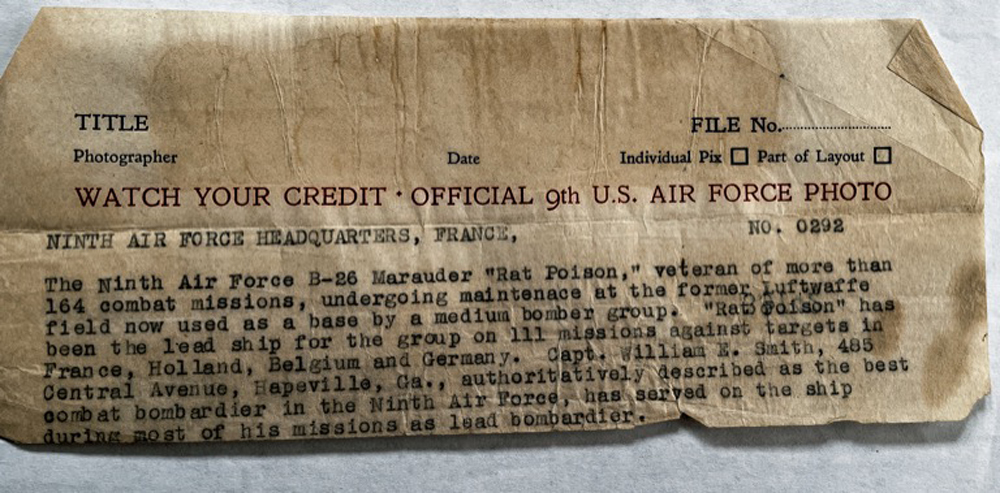 TITLE FILE No.
Photographer Date Individual Pix Part of Layout
WATCH YOUR CREDIT · OFFICIAL 9th U.S. AIR FORCE PHOTO
NINTH AIR FORCE HEADQUARTERS, FRANCE, NO. 0292
The Ninth Air Force B-26 Marauder "Rat Poison," veteran of more than
164 combat missions, undergoing maintenace at the former Luftwaffe
field now used as a base by a medium bomber group. "Rat Poison" has
been the lead ship for the group on 111 missions against targets in
France, Holland, Belgium and Germany. Capt. William E. Smith, 485
Central Avenue, Hapeville, Ga., authoritatively described as the best
combat bombardier in the Ninth Air Force, has served on the ship
during most of his missions as lead bombardier.